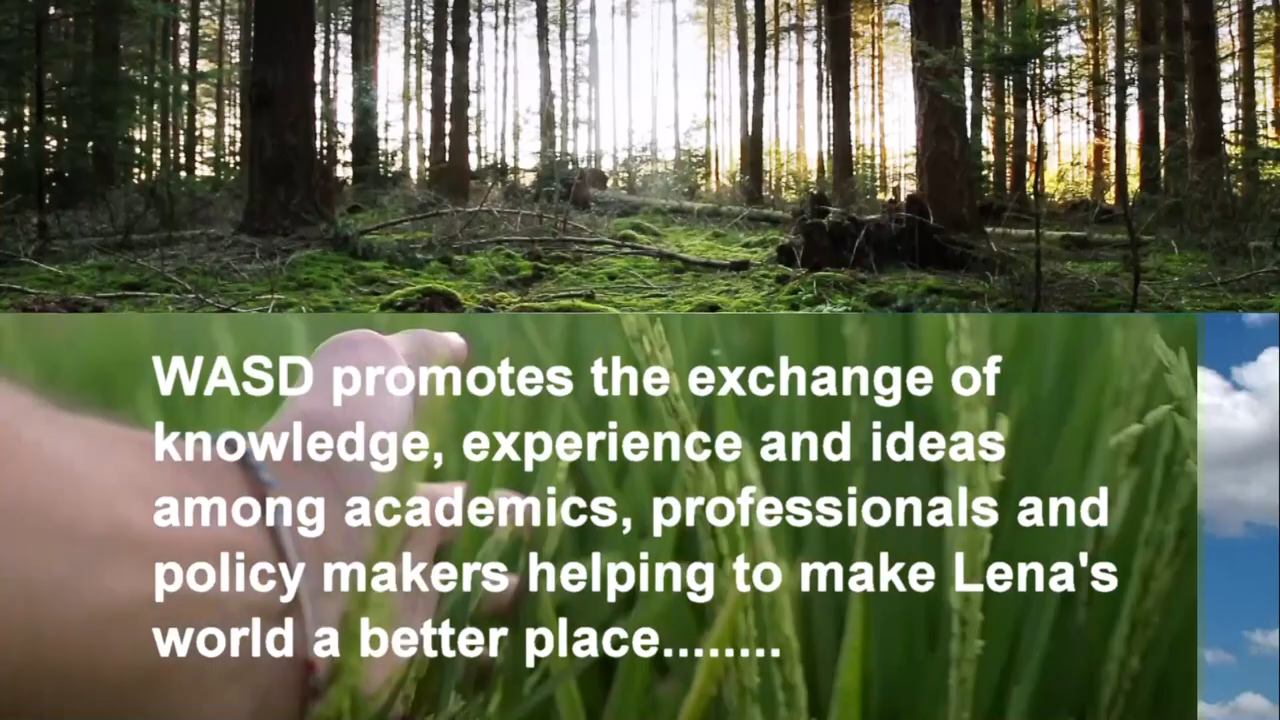 WASD promotes the exchange of
knowledge, experience and ideas
among academics, professionals and
policy makers helping to make Lena's
world a better place........